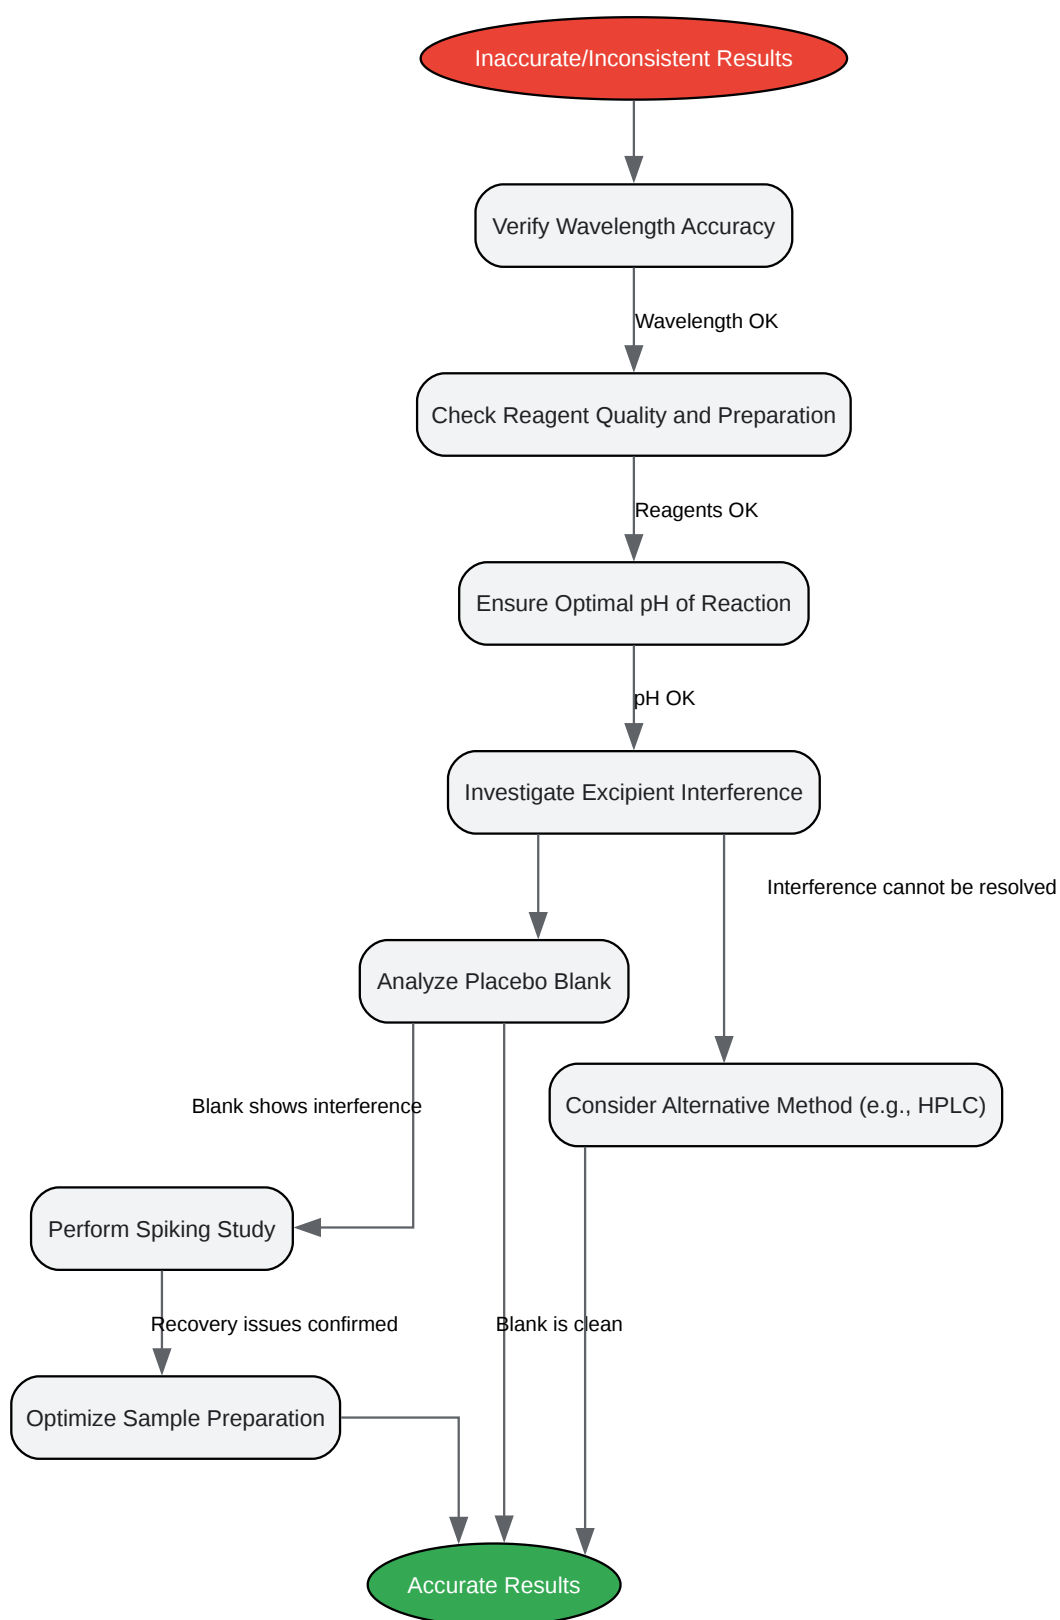 Inaccurate/Inconsistent Results
Verify Wavelength Accuracy
Wavelength OK
Check Reagent Quality and Preparation
Reagents OK
Ensure Optimal pH of Reaction
pH OK
Investigate Excipient Interference
Interference cannot be resolved
Analyze Placebo Blank
Blank shows interference
Consider Alternative Method (e.g., HPLC)
Perform Spiking Study
Recovery issues confirmed
Blank is clean
Optimize Sample Preparation
Accurate Results